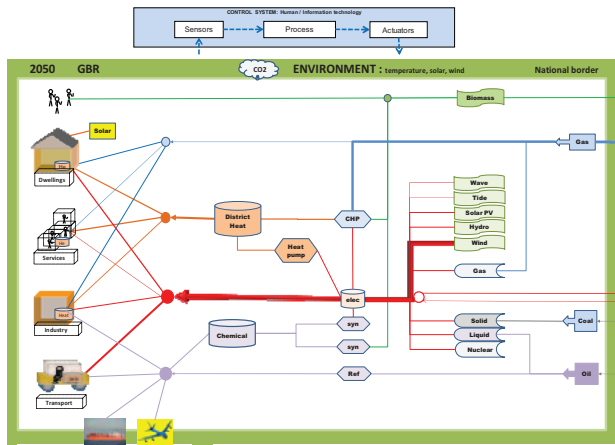 CONTROL SYSTEM: Human / Information technology
Sensors
Process
Actuators
2050 GBR
CO2
ENVIRONMENT : temperature, solar, wind
National border
Biomass
Solar
Gas
Dwellings
Wave
Tide
Solar PV
Hydro
Wind
District
Heat
CHP
Heat
pump
Services
Gas
elec
Heat
Industry
Chemical
syn
syn
Solid
Liquid
Nuclear
Coal
Ref
Oil
Transport